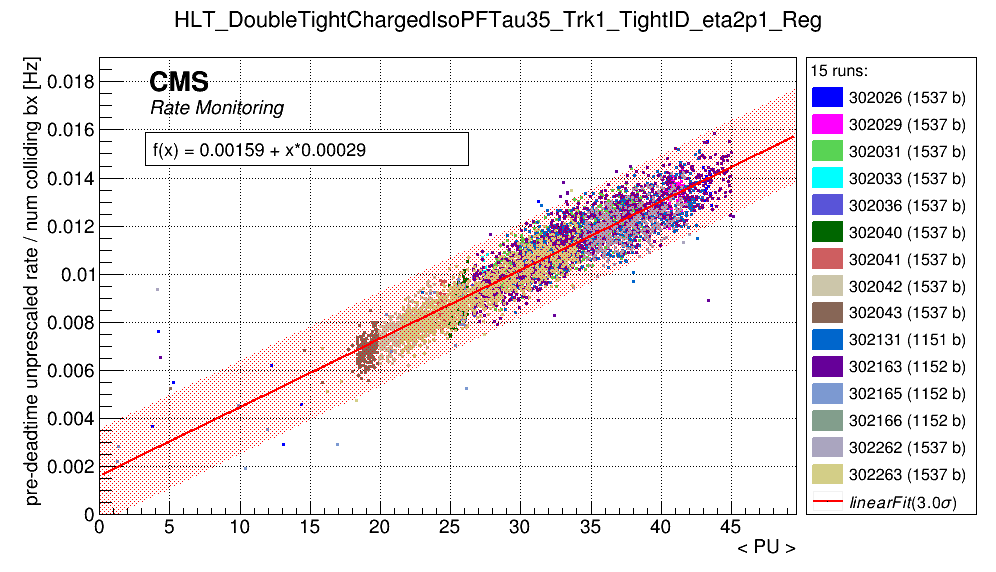 HLT_DoubleTightChargedIsoPFTau35_Trk1_TightID_eta2p1_Reg
pre-deadtime unprescaled rate / num colliding bx [Hz]
0.018
0.016
0.014
0.012
0.01
0.008
0.006
0.004
0.002
0
CMS
Rate Monitoring
f(x) = 0.00159 + x*0.00029
0 5 10 15 20 25 30 35 40 45
< PU >
15 runs:
302026 (1537 b)
302029 (1537 b)
302031 (1537 b)
302033 (1537 b)
302036 (1537 b)
302040 (1537 b)
302041 (1537 b)
302042 (1537 b)
302043 (1537 b)
302131 (1151 b)
302163 (1152 b)
302165 (1152 b)
302166 (1152 b)
302262 (1537 b)
302263 (1537 b)
linearFit(3.0σ)